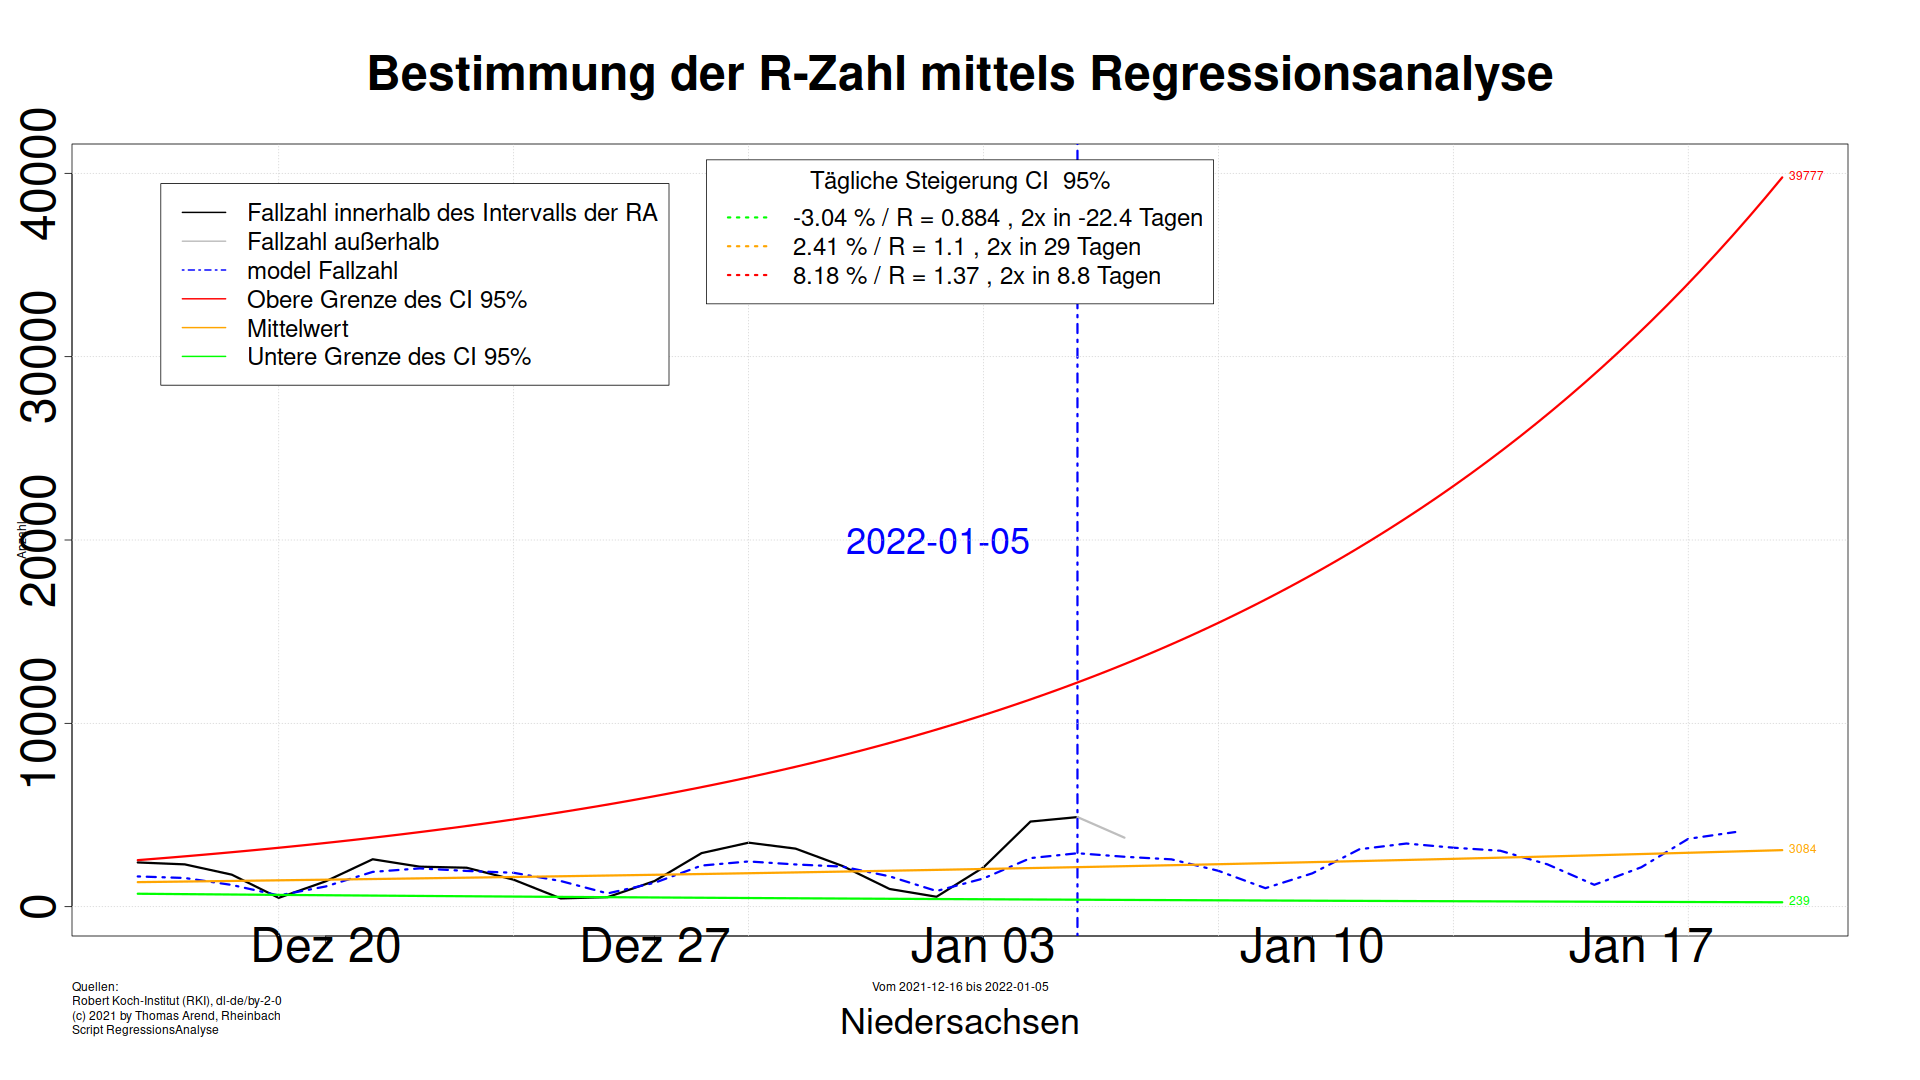 Bestimmung der R-Zahl mittels Regressionsanalyse
Anzahl
40000
30000
20000
10000
0
Fallzahl innerhalb des Intervalls der RA
Fallzahl außerhalb
model Fallzahl
Obere Grenze des CI 95%
Mittelwert
Untere Grenze des CI 95%
Tägliche Steigerung CI  95%
-3.04 % / R = 0.884 , 2x in -22.4 Tagen
2.41 % / R = 1.1 , 2x in 29 Tagen
8.18 % / R = 1.37 , 2x in 8.8 Tagen
39777
2022-01-05
3084
239
Dez 20
Dez 27
Jan 03
Jan 10
Jan 17
Vom 2021-12-16 bis 2022-01-05
Niedersachsen
Quellen:
Robert Koch-Institut (RKI), dl-de/by-2-0
(c) 2021 by Thomas Arend, Rheinbach
Script RegressionsAnalyse